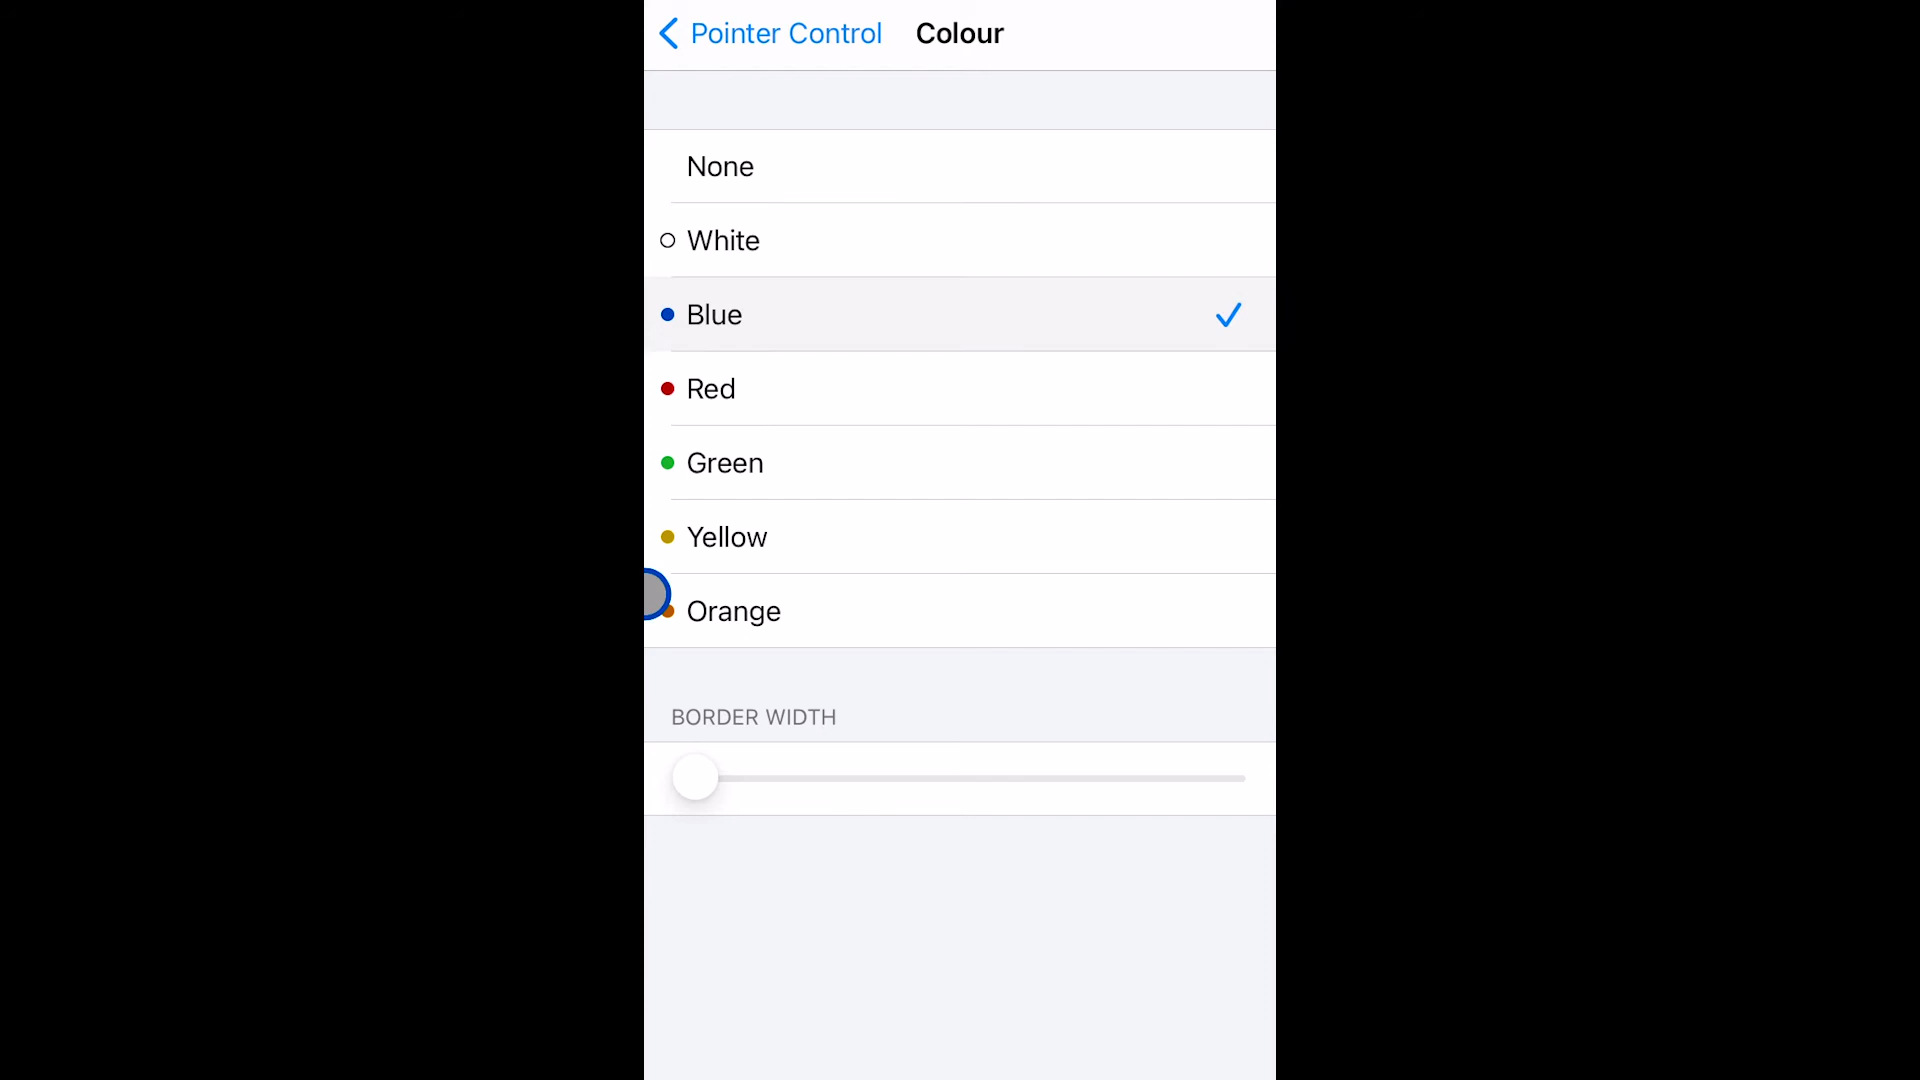 Pointer Control Colour
None
White
Blue
Red
Green
Yellow
Orange
BORDER WIDTH